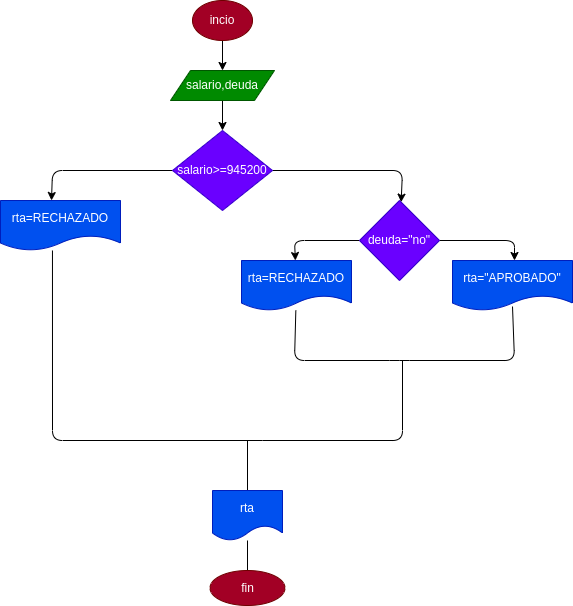 incio
salario,deuda
salario>=945200
rta=RECHAZADO
deuda="no"
rta=RECHAZADO
rta="APROBADO"
rta
fin